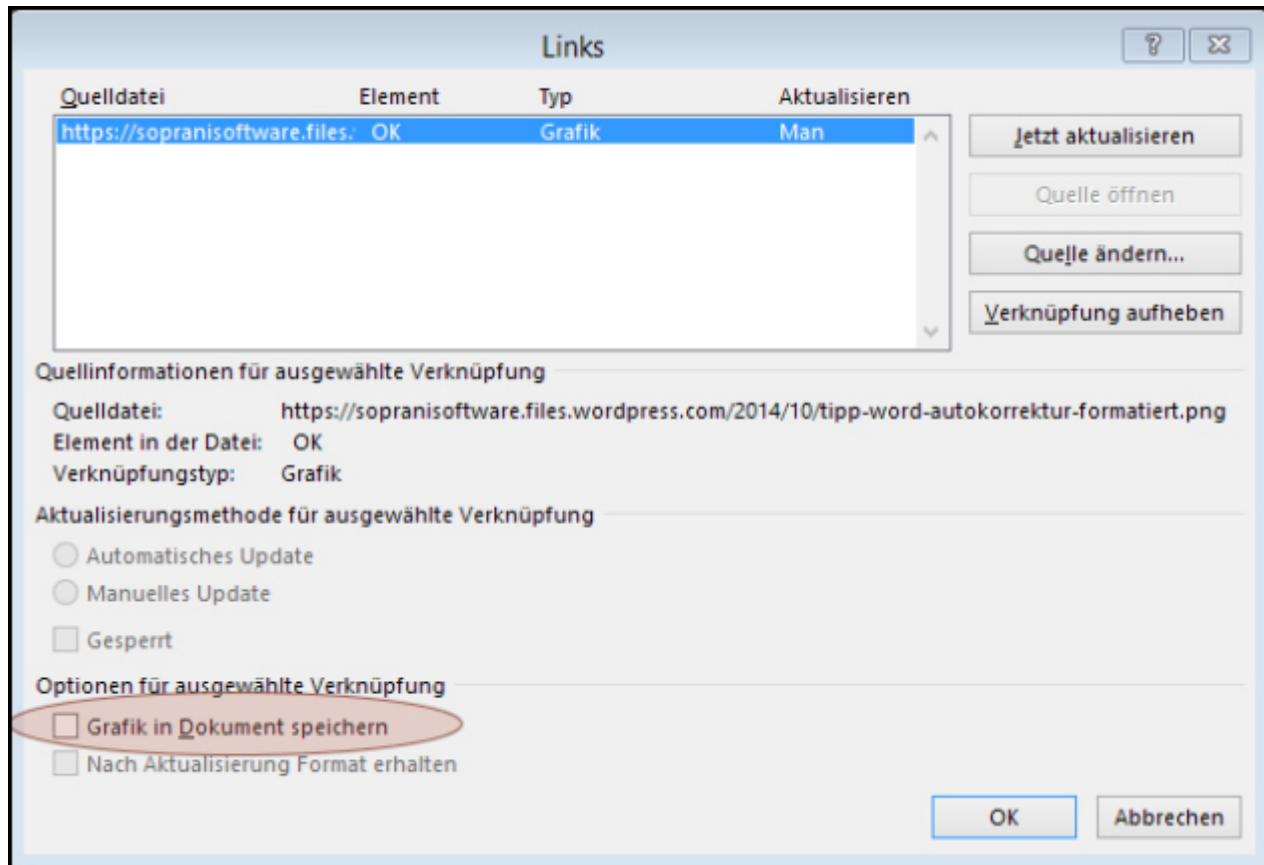 Links
Quelldatei Element Typ Aktualisieren
https://sopranisoftware.files. OK Grafik Man
Jetzt aktualisieren
Quelle öffnen
Quelle ändern...
Verknüpfung aufheben
Quellinformationen für ausgewählte Verknüpfung
Quelldatei: https://sopranisoftware.files.wordpress.com/2014/10/tipp-word-autokorrektur-formatiert.png
Element in der Datei: OK
Verknüpfungstyp: Grafik
Aktualisierungsmethode für ausgewählte Verknüpfung
Automatisches Update
Manuelles Update
Gesperrt
Optionen für ausgewählte Verknüpfung
Grafik in Dokument speichern
Nach Aktualisierung Format erhalten
OK Abbrechen